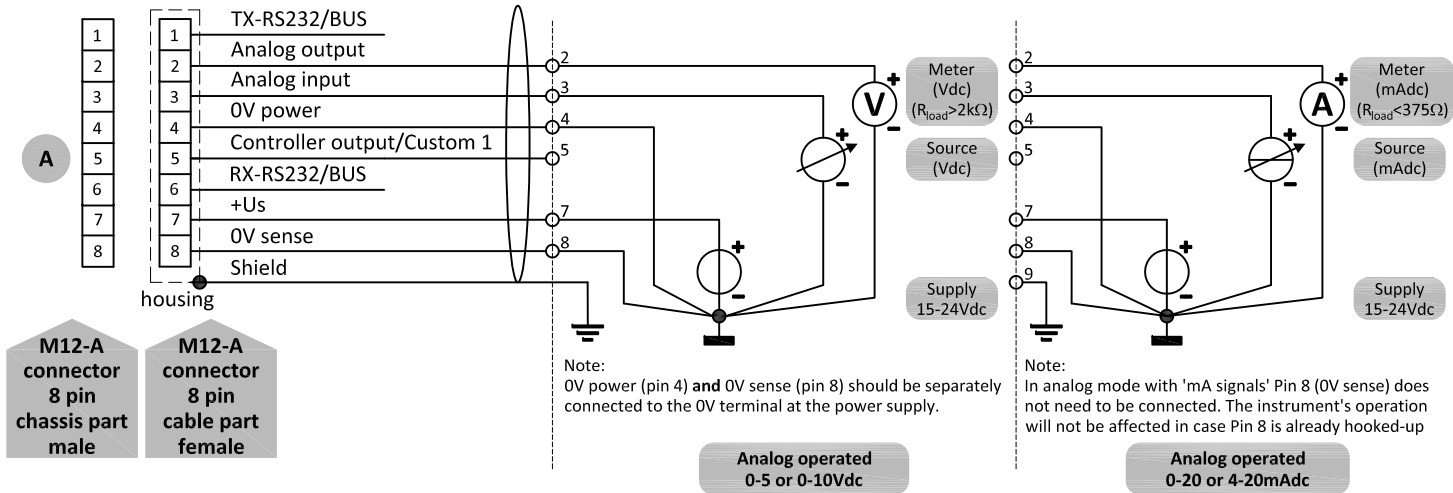 A
1
2
3
4
5
6
7
8
1
2
3
4
5
6
7
8
TX-RS232/BUS
Analog output
Analog input
0V power
Controller output/Custom 1
RX-RS232/BUS
+Us
0V sense
Shield
housing
M12-A
connector
8 pin
chassis part
male
M12-A
connector
8 pin
cable part
female
2
3
4
5
7
8
V
+
−
+
−
+
−
Meter
(Vdc)
(Rload>2kΩ)
Source
(Vdc)
Supply
15-24Vdc
Note:
0V power (pin 4) and 0V sense (pin 8) should be separately
connected to the 0V terminal at the power supply.
Analog operated
0-5 or 0-10Vdc
2
3
4
5
7
8
9
A
+
−
+
−
+
−
Meter
(mAdc)
(Rload<375Ω)
Source
(mAdc)
Supply
15-24Vdc
Note:
In analog mode with 'mA signals' Pin 8 (0V sense) does
not need to be connected. The instrument's operation
will not be affected in case Pin 8 is already hooked-up
Analog operated
0-20 or 4-20mAdc